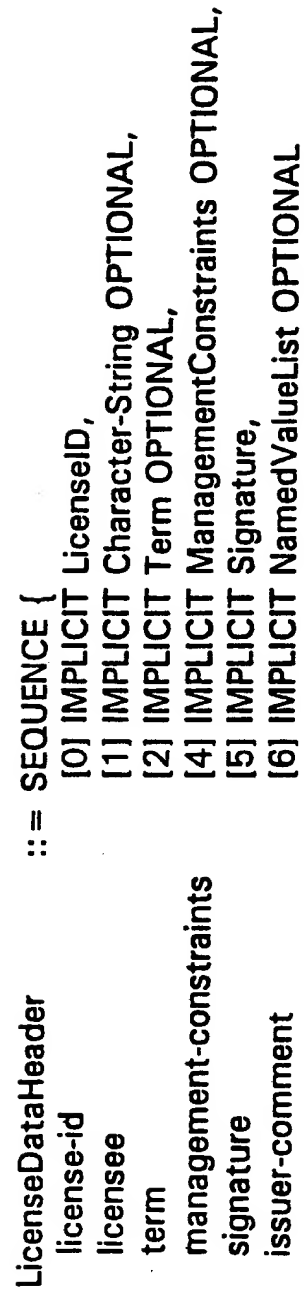 LicenseDataHeader ::= SEQUENCE {
license-id [0] IMPLICIT LicenseID,
licensee [1] IMPLICIT Character-String OPTIONAL,
term [2] IMPLICIT Term OPTIONAL,
management-constraints [4] IMPLICIT ManagementConstraints OPTIONAL,
signature [5] IMPLICIT Signature,
issuer-comment [6] IMPLICIT NamedValueList OPTIONAL